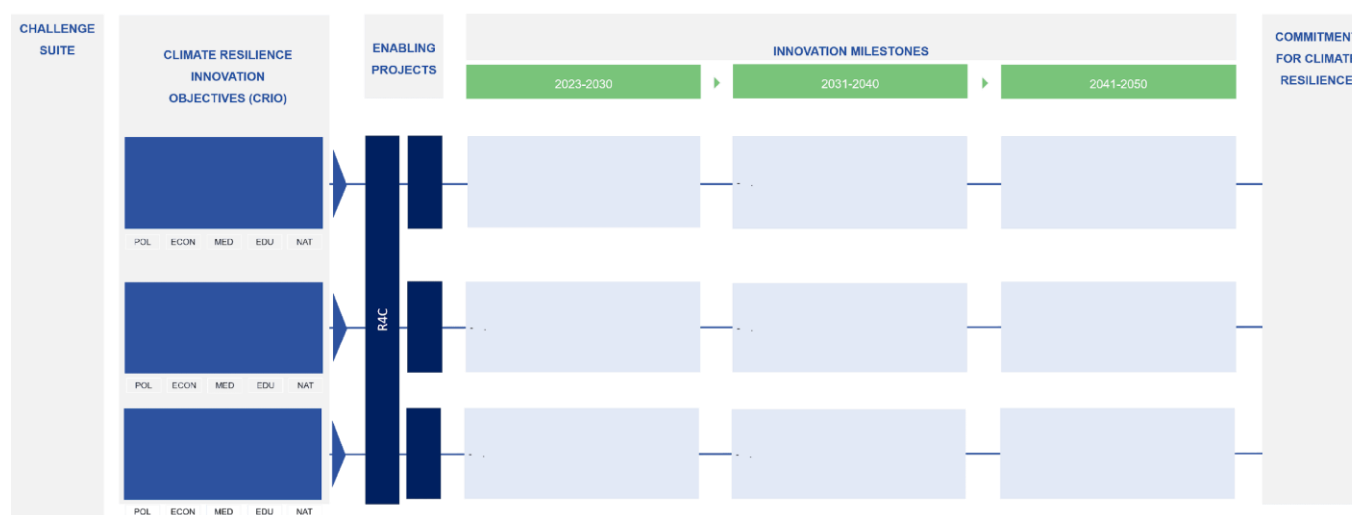 CHALLENGE
SUITE
CLIMATE RESILIENCE
INNOVATION
OBJECTIVES (CRIO)
ENABLING
PROJECTS
INNOVATION MILESTONES
2023-2030
2031-2040
2041-2050
COMMITMENT
FOR CLIMATE
RESILIENCE
POL ECON MED EDU NAT
R4C
POL ECON MED EDU NAT
POL ECON MED EDU NAT